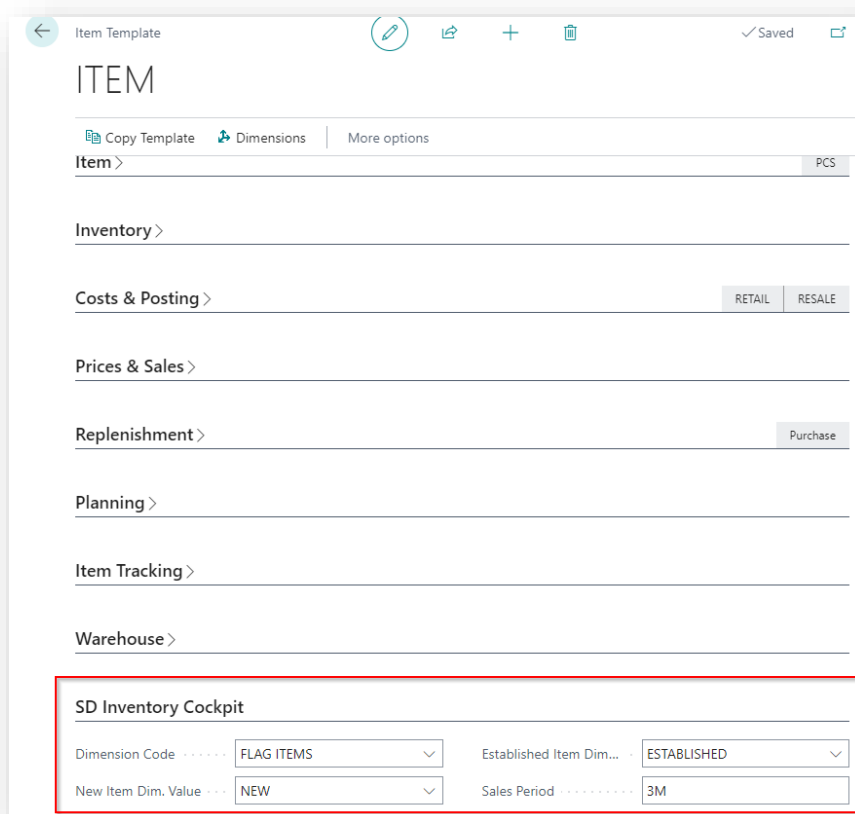 Item Template
Saved
ITEM
Copy Template Dimensions More options
Item PCS
Inventory
Costs & Posting RETAIL RESALE
Prices & Sales
Replenishment Purchase
Planning
Item Tracking
Warehouse
SD Inventory Cockpit
Dimension Code FLAG ITEMS Established Item Dim... ESTABLISHED
New Item Dim. Value NEW Sales Period 3M